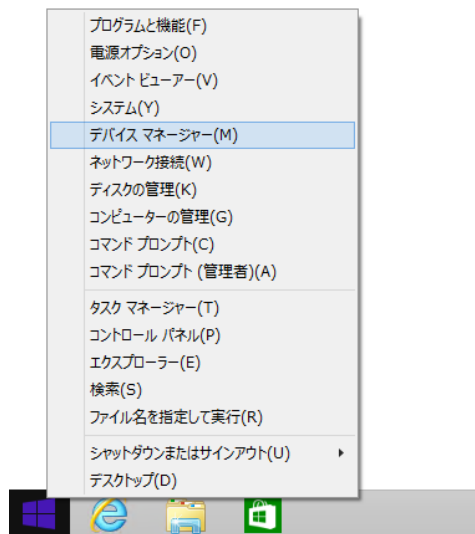 プログラムと機能(F)
電源オプション(O)
イベント ビューアー(V)
システム(Y)
デバイス マネージャー(M)
ネットワーク接続(W)
ディスクの管理(K)
コンピューターの管理(G)
コマンド プロンプト(C)
コマンド プロンプト (管理者)(A)
タスク マネージャー(T)
コントロール パネル(P)
エクスプローラー(E)
検索(S)
ファイル名を指定して実行(R)
シャットダウンまたはサインアウト(U)
デスクトップ(D)